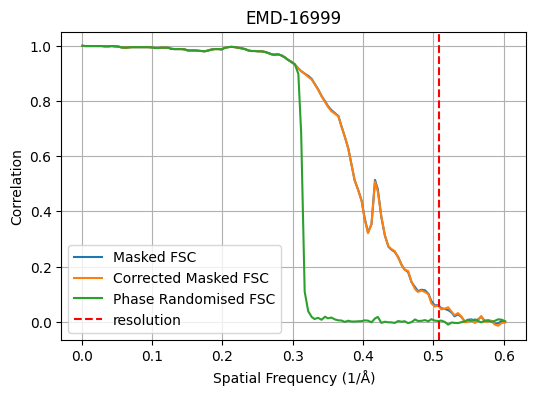 EMD-16999
Correlation
1.0
0.8
0.6
0.4
0.2
0.0
Masked FSC
Corrected Masked FSC
Phase Randomised FSC
resolution
0.0 0.1 0.2 0.3 0.4 0.5 0.6
Spatial Frequency (1/Å)